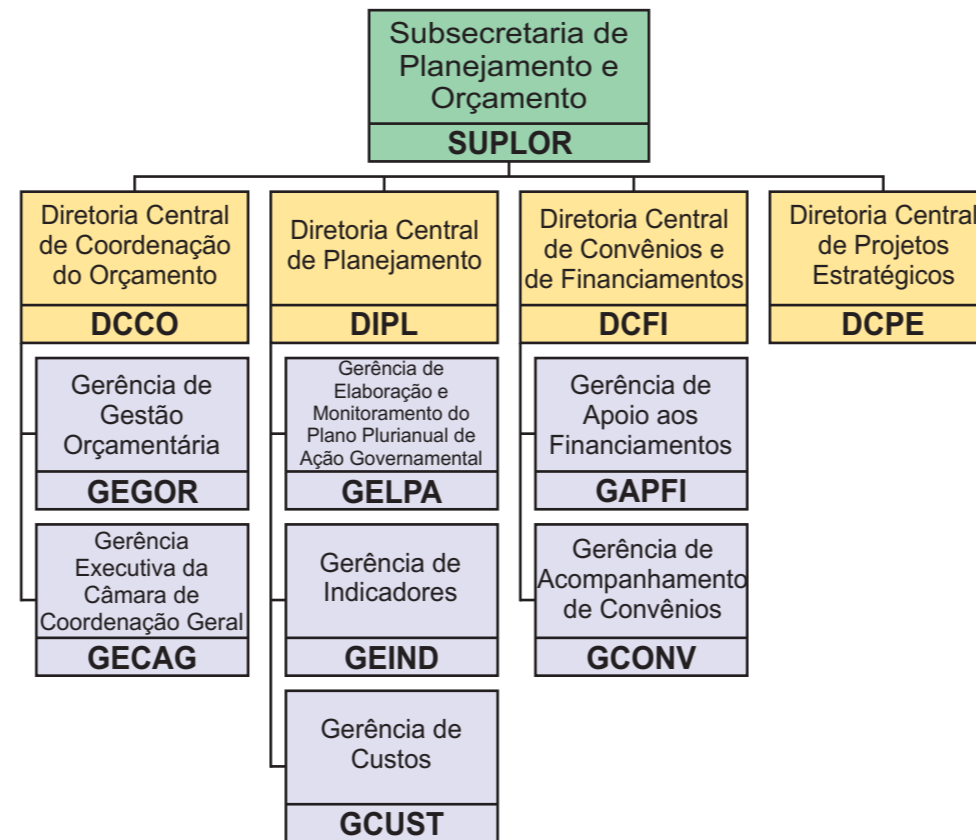 Subsecretaria de
Planejamento e
Orçamento
SUPLOR
Diretoria Central
de Coordenação
do Orçamento
DCCO
Diretoria Central
de Planejamento
DIPL
Diretoria Central
de Convênios e
de Financiamentos
DCFI
Diretoria Central
de Projetos
Estratégicos
DCPE
Gerência de
Gestão
Orçamentária
GEGOR
Gerência
Executiva da
Câmara de
Coordenação Geral
GECAG
Gerência de
Elaboração e
Monitoramento do
Plano Plurianual de
Ação Governamental
GELPA
Gerência de
Indicadores
GEIND
Gerência de
Custos
GCUST
Gerência de
Apoio aos
Financiamentos
GAPFI
Gerência de
Acompanhamento
de Convênios
GCONV